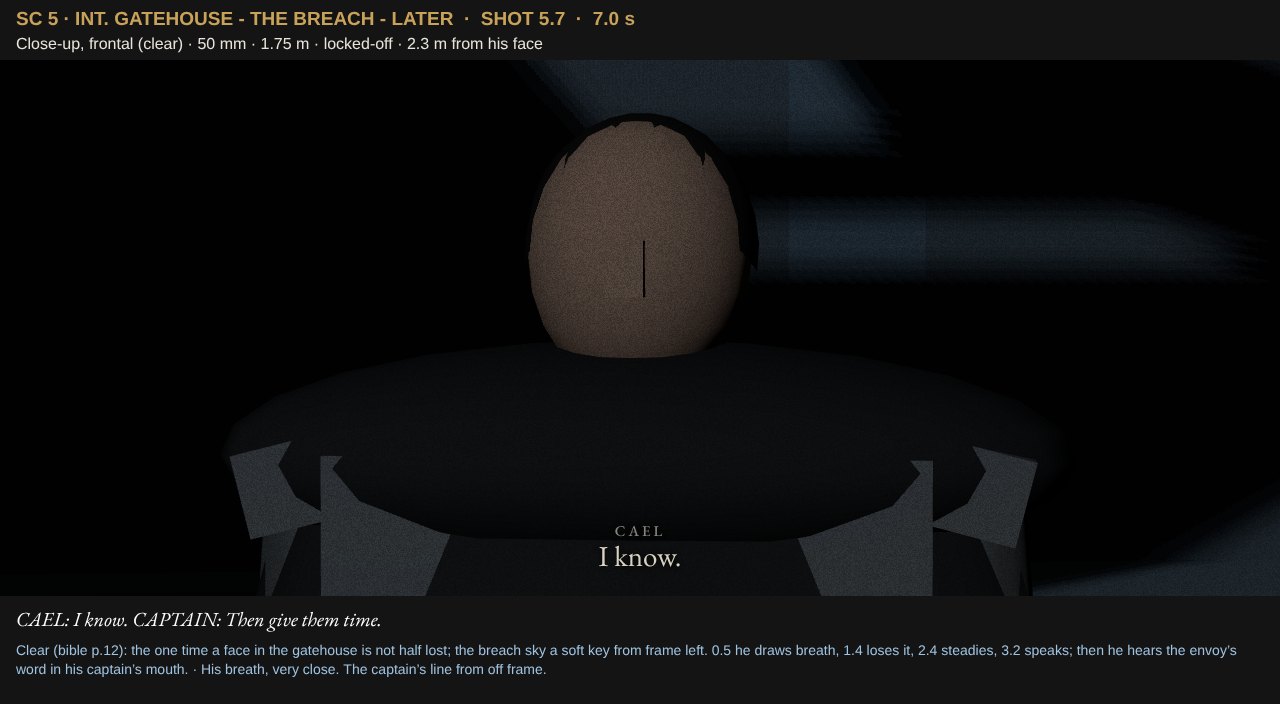 SC 5 · INT. GATEHOUSE - THE BREACH - LATER · SHOT 5.7 · 7.0 s
Close-up, frontal (clear) · 50 mm · 1.75 m · locked-off · 2.3 m from his face
CAEL
I know.
CAEL: I know. CAPTAIN: Then give them time.
Clear (bible p.12): the one time a face in the gatehouse is not half lost; the breach sky a soft key from frame left. 0.5 he draws breath, 1.4 loses it, 2.4 steadies, 3.2 speaks; then he hears the envoy’s
word in his captain’s mouth. · His breath, very close. The captain’s line from off frame.